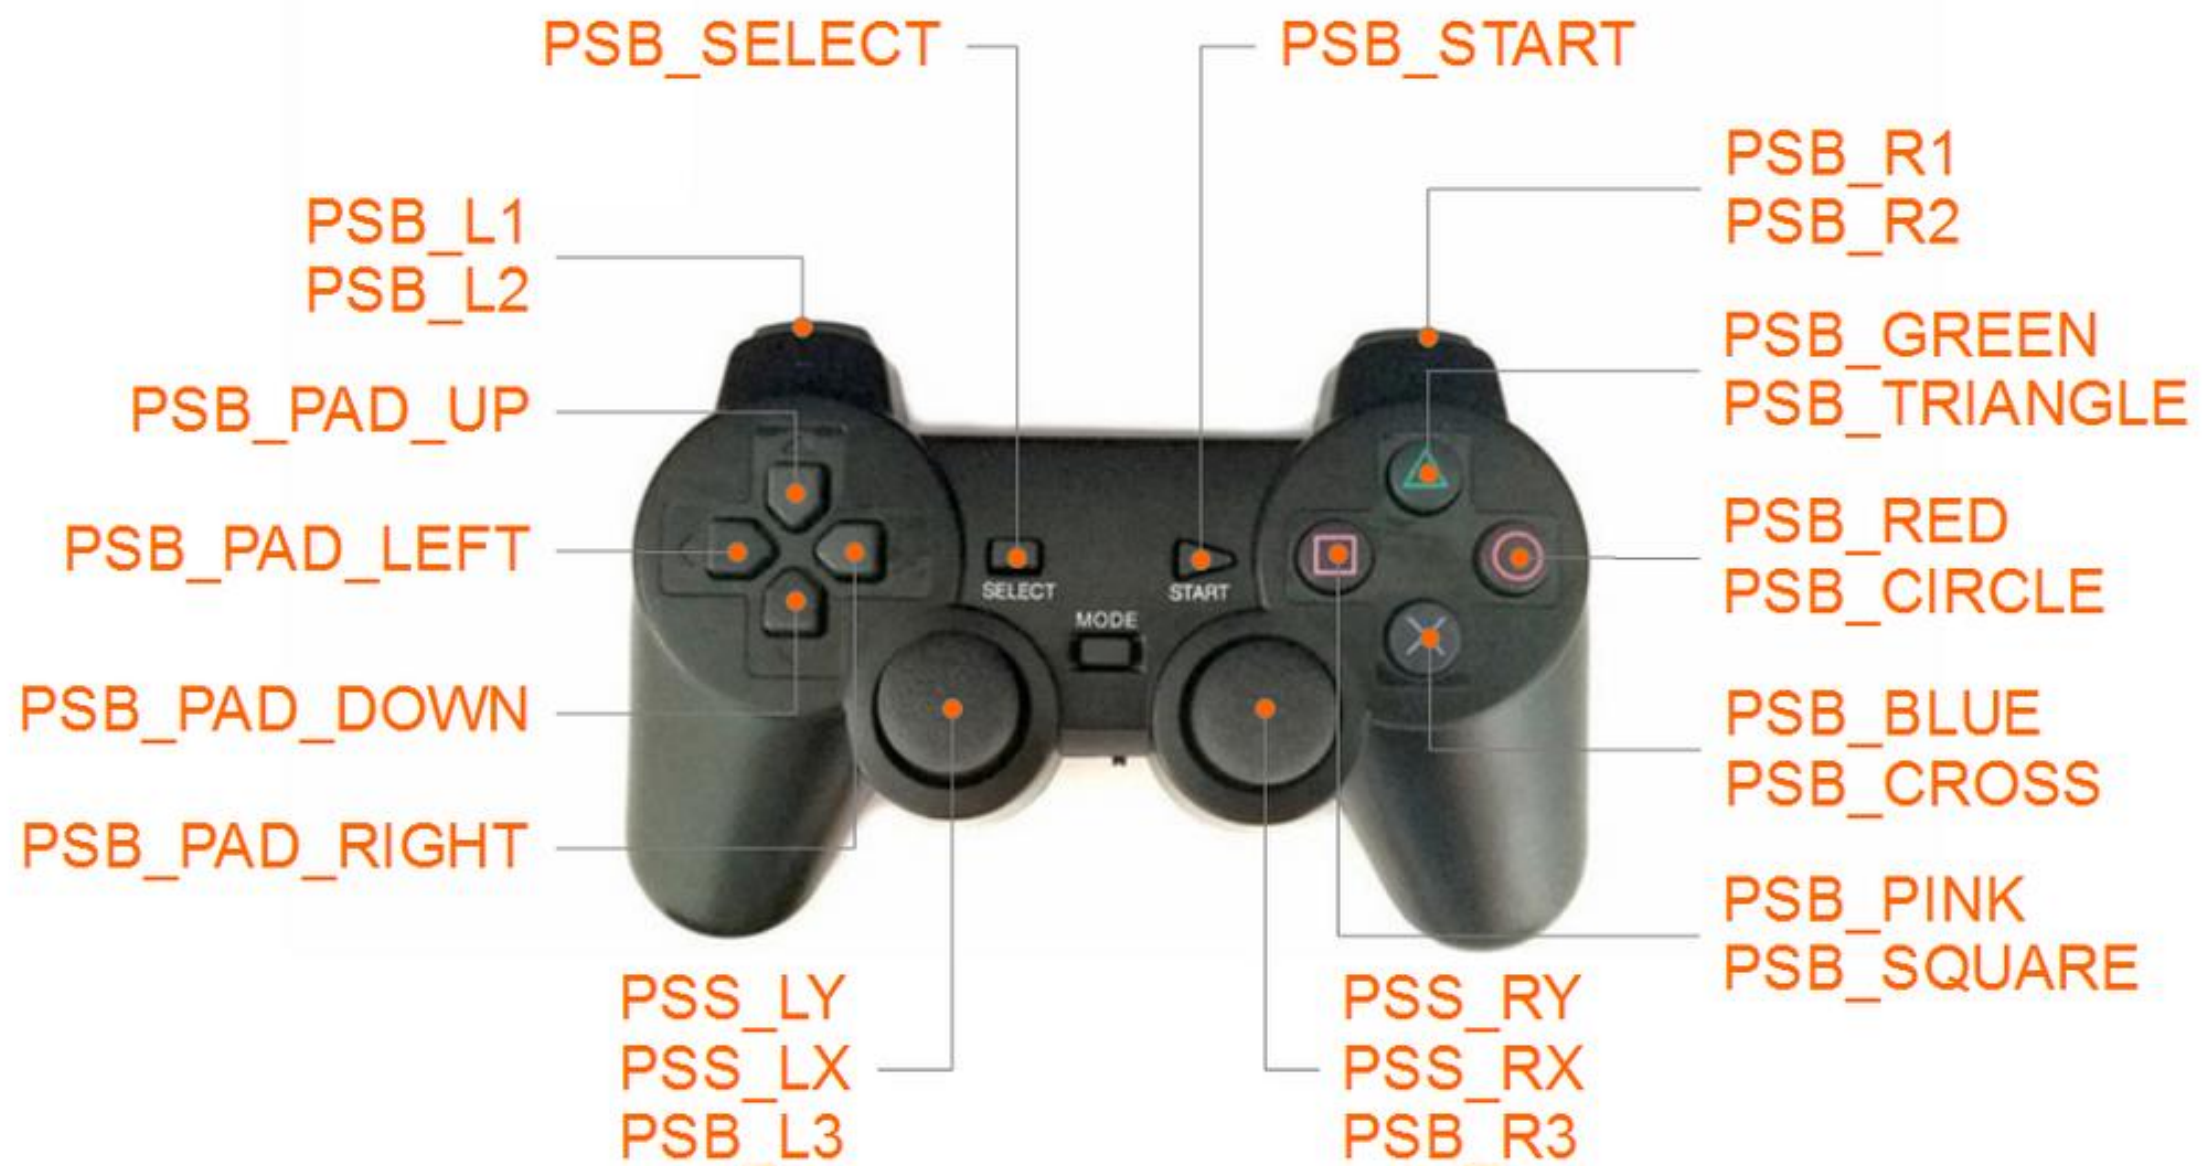 PSB_SELECT
PSB_START
PSB_R1
PSB_R2
PSB_L1
PSB_L2
PSB_GREEN
PSB_TRIANGLE
PSB_PAD_UP
PSB_RED
PSB_CIRCLE
PSB_PAD_LEFT
SELECT
START
MODE
PSB_PAD_DOWN
PSB_BLUE
PSB_CROSS
PSB_PAD_RIGHT
PSB_PINK
PSB_SQUARE
PSS_LY
PSS_LX
PSB_L3
PSS_RY
PSS_RX
PSB_R3